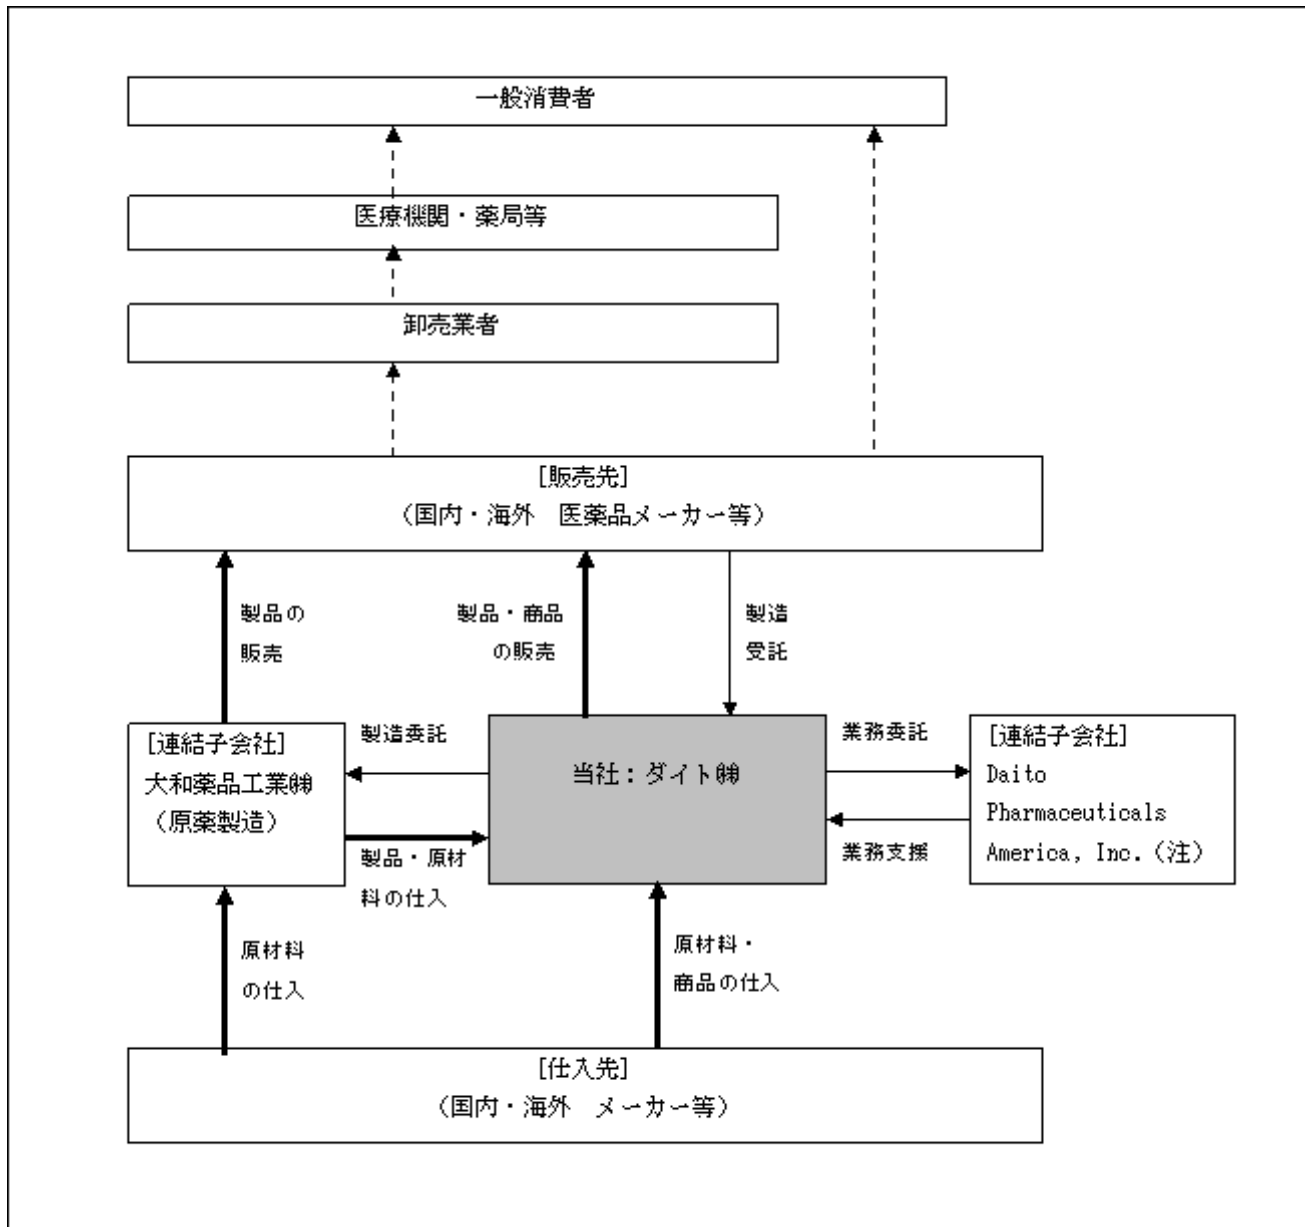 一般消費者
医療機関・薬局等
卸売業者
[販売先]
（国内・海外　医薬品メーカー等）
製品の
販売
製品・商品
の販売
製造
受託
[連結子会社]
大和薬品工業㈱
（原薬製造）
製造委託
製品・原材
料の仕入
当社：ダイト㈱
業務委託
業務支援
[連結子会社]
Daito
Pharmaceuticals
America, Inc.（注）
原材料
の仕入
原材料・
商品の仕入
[仕入先]
（国内・海外　メーカー等）